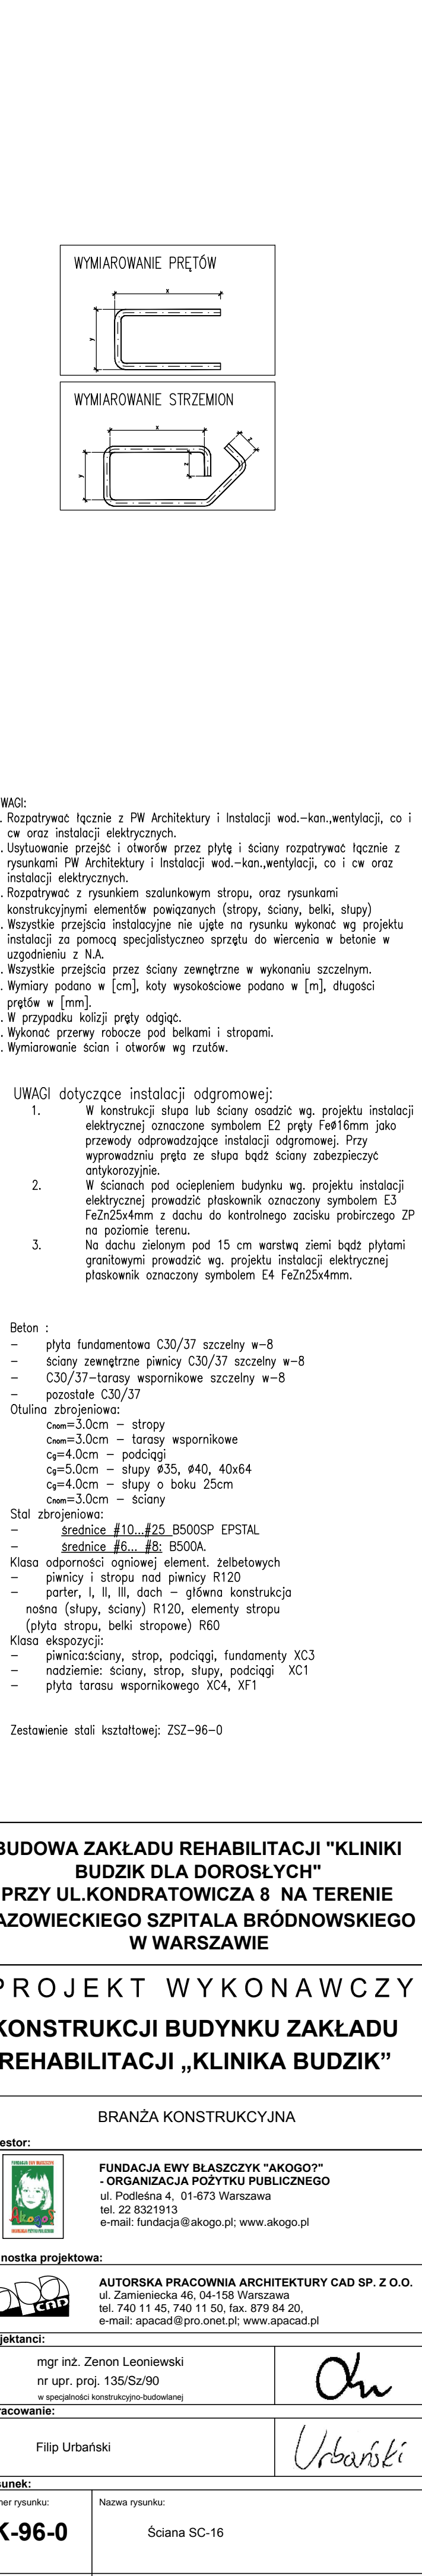 WYMIAROWANIE PRĘTÓW
x
y
WYMIAROWANIE STRZEMION
x
y
z
z
WAGI:
. Rozpatrywać łącznie z PW Architektury i Instalacji wod.-kan.,wentylacji, co i
cw oraz instalacji elektrycznych.
. Usytuowanie przejść i otworów przez płytę i ściany rozpatrywać łącznie z
rysunkami PW Architektury i Instalacji wod.-kan.,wentylacji, co i cw oraz
instalacji elektrycznych.
. Rozpatrywać z rysunkiem szalunkowym stropu, oraz rysunkami
konstrukcyjnymi elementów powiązanych (stropy, ściany, belki, słupy)
. Wszystkie przejścia instalacyjne nie ujęte na rysunku wykonać wg projektu
instalacji za pomocą specjalistyczneo sprzętu do wiercenia w betonie w
uzgodnieniu z N.A.
. Wszystkie przejścia przez ściany zewnętrzne w wykonaniu szczelnym.
. Wymiary podano w [cm], koty wysokościowe podano w [m], długości
prętów w [mm].
. W przypadku kolizji pręty odgiąć.
. Wykonać przerwy robocze pod belkami i stropami.
. Wymiarowanie ścian i otworów wg rzutów.
UWAGI dotyczące instalacji odgromowej:
1. W konstrukcji słupa lub ściany osadzić wg. projektu instalacji
elektrycznej oznaczone symbolem E2 pręty Feø16mm jako
przewody odprowadzające instalacji odgromowej. Przy
wyprowadzniu pręta ze słupa bądź ściany zabezpieczyć
antykorozyjnie.
2. W ścianach pod ociepleniem budynku wg. projektu instalacji
elektrycznej prowadzić płaskownik oznaczony symbolem E3
FeZn25x4mm z dachu do kontrolnego zacisku probirczego ZP
na poziomie terenu.
3. Na dachu zielonym pod 15 cm warstwą ziemi bądź płytami
granitowymi prowadzić wg. projektu instalacji elektrycznej
płaskownik oznaczony symbolem E4 FeZn25x4mm.
Beton :
- płyta fundamentowa C30/37 szczelny w-8
- ściany zewnętrzne piwnicy C30/37 szczelny w-8
- C30/37-tarasy wspornikowe szczelny w-8
- pozostałe C30/37
Otulina zbrojeniowa:
cnom=3.0cm - stropy
cnom=3.0cm - tarasy wspornikowe
cg=4.0cm - podciągi
cg=5.0cm - słupy ø35, ø40, 40x64
cg=4.0cm - słupy o boku 25cm
cnom=3.0cm - ściany
Stal zbrojeniowa:
- średnice #10...#25 B500SP EPSTAL
- średnice #6... #8: B500A.
Klasa odporności ogniowej element. żelbetowych
- piwnicy i stropu nad piwnicy R120
- parter, I, II, III, dach - główna konstrukcja
nośna (słupy, ściany) R120, elementy stropu
(płyta stropu, belki stropowe) R60
Klasa ekspozycji:
- piwnica:ściany, strop, podciągi, fundamenty XC3
- nadziemie: ściany, strop, słupy, podciągi XC1
- płyta tarasu wspornikowego XC4, XF1
Zestawienie stali kształtowej: ZSZ-96-0
BUDOWA ZAKŁADU REHABILITACJI "KLINIKI
BUDZIK DLA DOROSŁYCH"
PRZY UL.KONDRATOWICZA 8 NA TERENIE
AZOWIECKIEGO SZPITALA BRÓDNOWSKIEGO
W WARSZAWIE
PROJEKT WYKONAWCZY
KONSTRUKCJI BUDYNKU ZAKŁADU
REHABILITACJI „KLINIKA BUDZIK”
BRANŻA KONSTRUKCYJNA
estor:
Akogo?
FUNDACJA EWY BŁASZCZYK "AKOGO?"
- ORGANIZACJA POŻYTKU PUBLICZNEGO
ul. Podleśna 4, 01-673 Warszawa
tel. 22 8321913
e-mail: fundacja@akogo.pl; www.akogo.pl
nostka projektowa:
CAD
AUTORSKA PRACOWNIA ARCHITEKTURY CAD SP. Z O.O.
ul. Zamieniecka 46, 04-158 Warszawa
tel. 740 11 45, 740 11 50, fax. 879 84 20,
e-mail: apacad@pro.onet.pl; www.apacad.pl
jektanci:
mgr inż. Zenon Leoniewski
nr upr. proj. 135/Sz/90
w specjalności konstrukcyjno-budowlanej
racowanie:
Filip Urbański
Urbański
sunek:
mer rysunku:
Nazwa rysunku:
K-96-0
Ściana SC-16